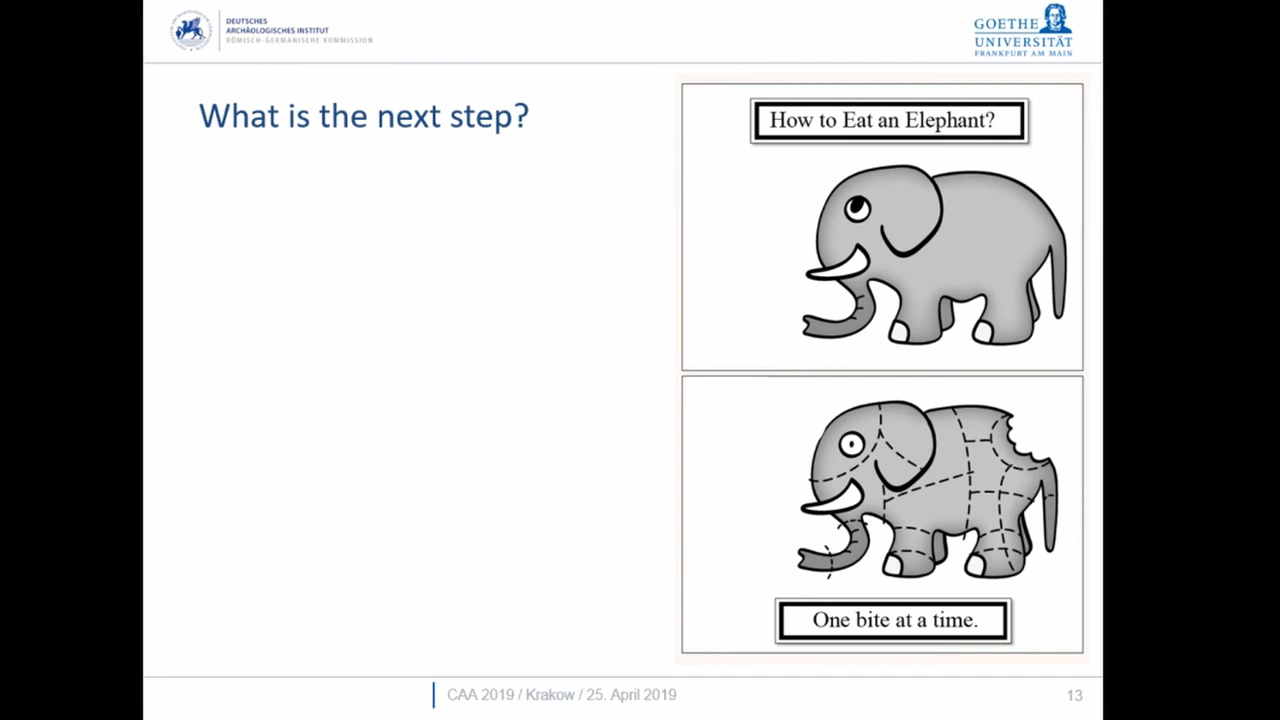 DEUTSCHES
ARCHÄOLOGISCHES INSTITUT
RÖMISCH-GERMANISCHE KOMMISSION
GOETHE
UNIVERSITÄT
FRANKFURT AM MAIN
What is the next step?
How to Eat an Elephant?
One bite at a time.
CAA 2019 / Krakow / 25. April 2019
13